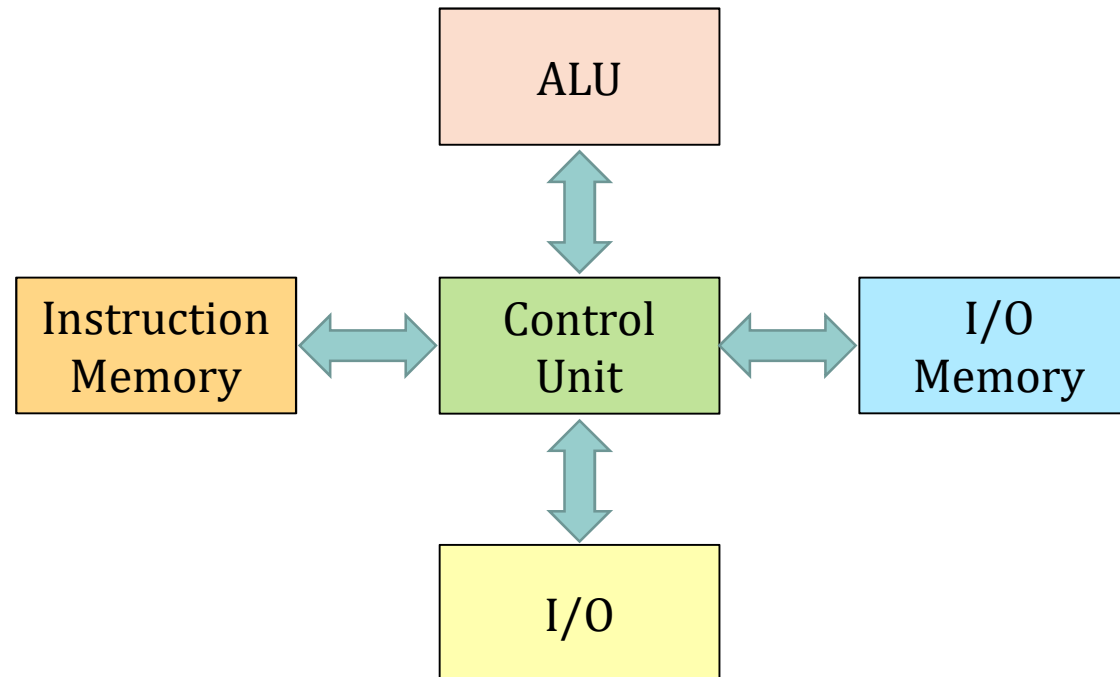 ALU
Instruction
Memory
Control
Unit
I/O
Memory
I/O